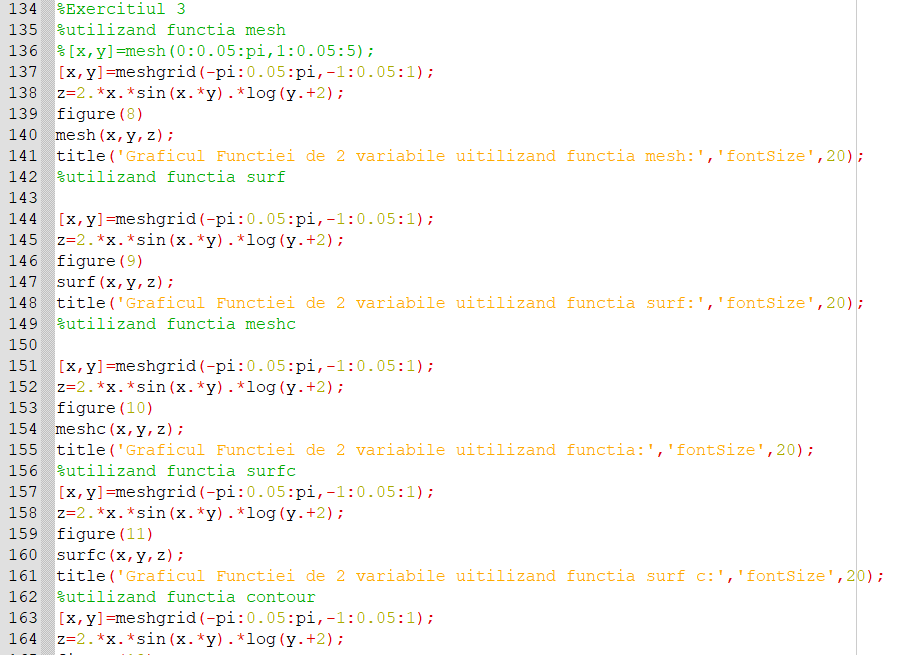 134 %Exercitiul 3
135 %utilizand functia mesh
136 %[x,y]=mesh(0:0.05:pi,1:0.05:5);
137 [x,y]=meshgrid(-pi:0.05:pi,-1:0.05:1);
138 z=2.*x.*sin(x.*y).*log(y.+2);
139 figure(8)
140 mesh(x,y,z);
141 title('Graficul Functiei de 2 variabile uitilizand functia mesh:','fontSize',20);
142 %utilizand functia surf
143
144 [x,y]=meshgrid(-pi:0.05:pi,-1:0.05:1);
145 z=2.*x.*sin(x.*y).*log(y.+2);
146 figure(9)
147 surf(x,y,z);
148 title('Graficul Functiei de 2 variabile uitilizand functia surf:','fontSize',20);
149 %utilizand functia meshc
150
151 [x,y]=meshgrid(-pi:0.05:pi,-1:0.05:1);
152 z=2.*x.*sin(x.*y).*log(y.+2);
153 figure(10)
154 meshc(x,y,z);
155 title('Graficul Functiei de 2 variabile uitilizand functia:','fontSize',20);
156 %utilizand functia surfc
157 [x,y]=meshgrid(-pi:0.05:pi,-1:0.05:1);
158 z=2.*x.*sin(x.*y).*log(y.+2);
159 figure(11)
160 surfc(x,y,z);
161 title('Graficul Functiei de 2 variabile uitilizand functia surf c:','fontSize',20);
162 %utilizand functia contour
163 [x,y]=meshgrid(-pi:0.05:pi,-1:0.05:1);
164 z=2.*x.*sin(x.*y).*log(y.+2);